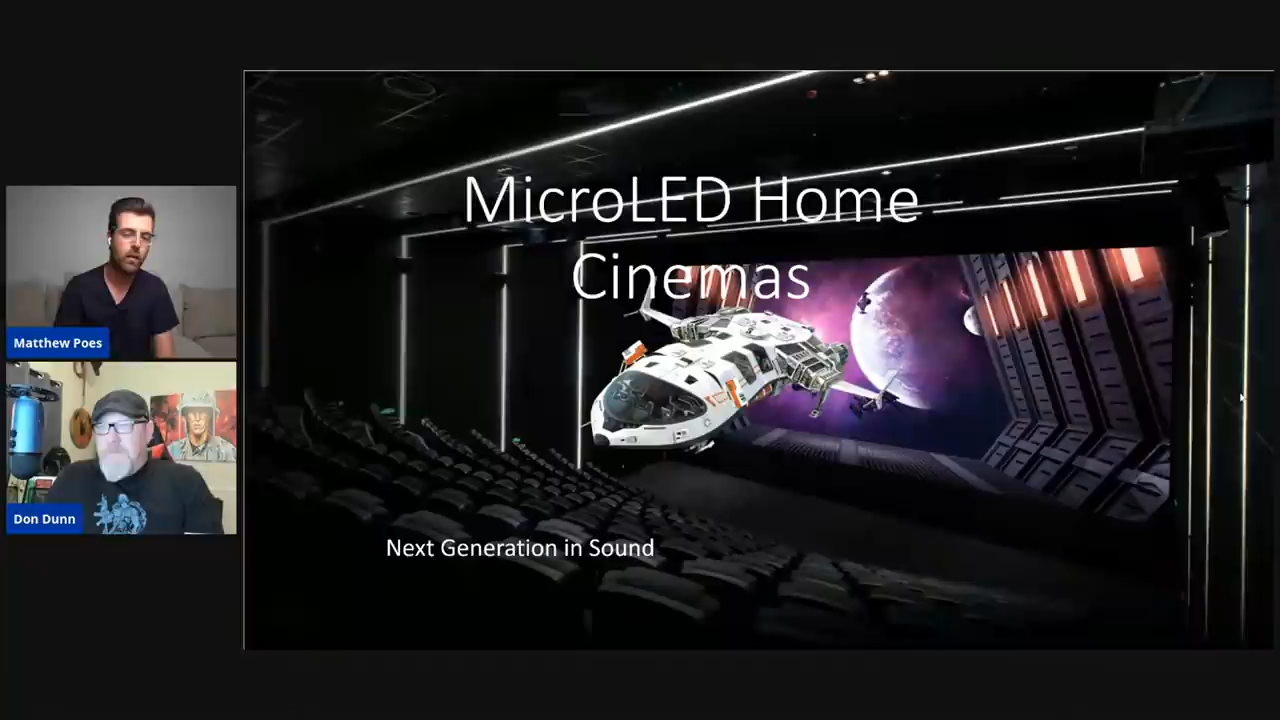 MicroLED Home
Cinemas
Matthew Poes
Don Dunn
Next Generation in Sound